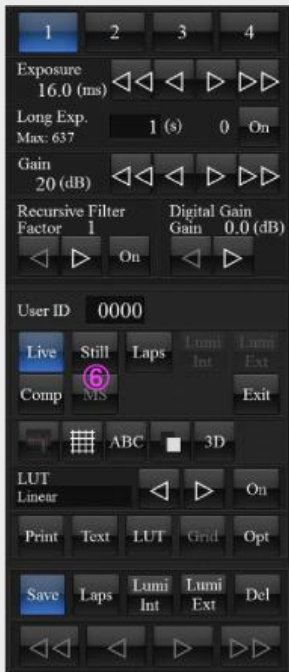 1 2 3 4
Exposure
16.0 (ms)
Long Exp.
Max: 637
1 (s) 0 On
Gain
20 (dB)
Recursive Filter
Factor 1
On
Digital Gain
Gain 0.0 (dB)
User ID 0000
Live Still Laps Lumi Int Lumi Ext
⑥
Comp MS Exit
ABC 3D
LUT
Linear
On
Print Text LUT Grid Opt
Save Laps Lumi Int Lumi Ext Del